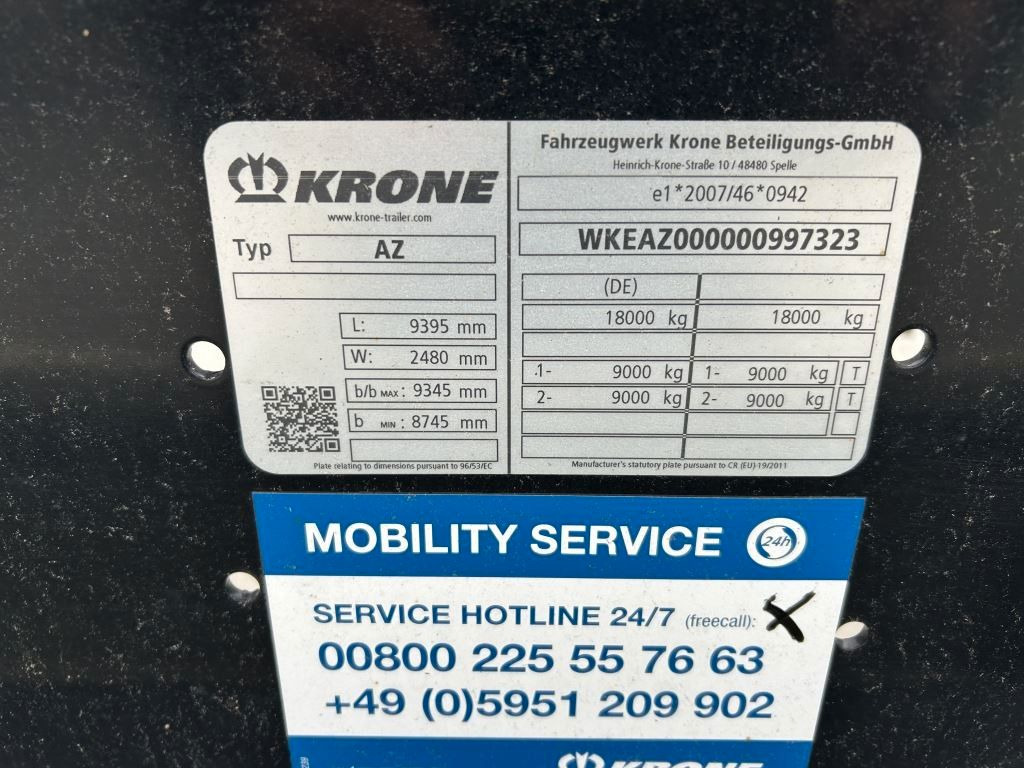 KRONE
www.krone-trailer.com
Typ AZ
L: 9395 mm
W: 2480 mm
b/b MAX : 9345 mm
b MIN : 8745 mm
Plate relating to dimensions pursuant to 96/53/EC
Fahrzeugwerk Krone Beteiligungs-GmbH
Heinrich-Krone-Straße 10 / 48480 Spelle
e1*2007/46*0942
WKEAZ000000997323
(DE)
18000 kg 18000 kg
.1- 9000 kg 1- 9000 kg T
2- 9000 kg 2- 9000 kg T
Manufacturer's statutory plate pursuant to CR (EU) 19/2011
MOBILITY SERVICE 24h
SERVICE HOTLINE 24/7 (freecall):
00800 225 55 76 63
+49 (0)5951 209 902
KRONE